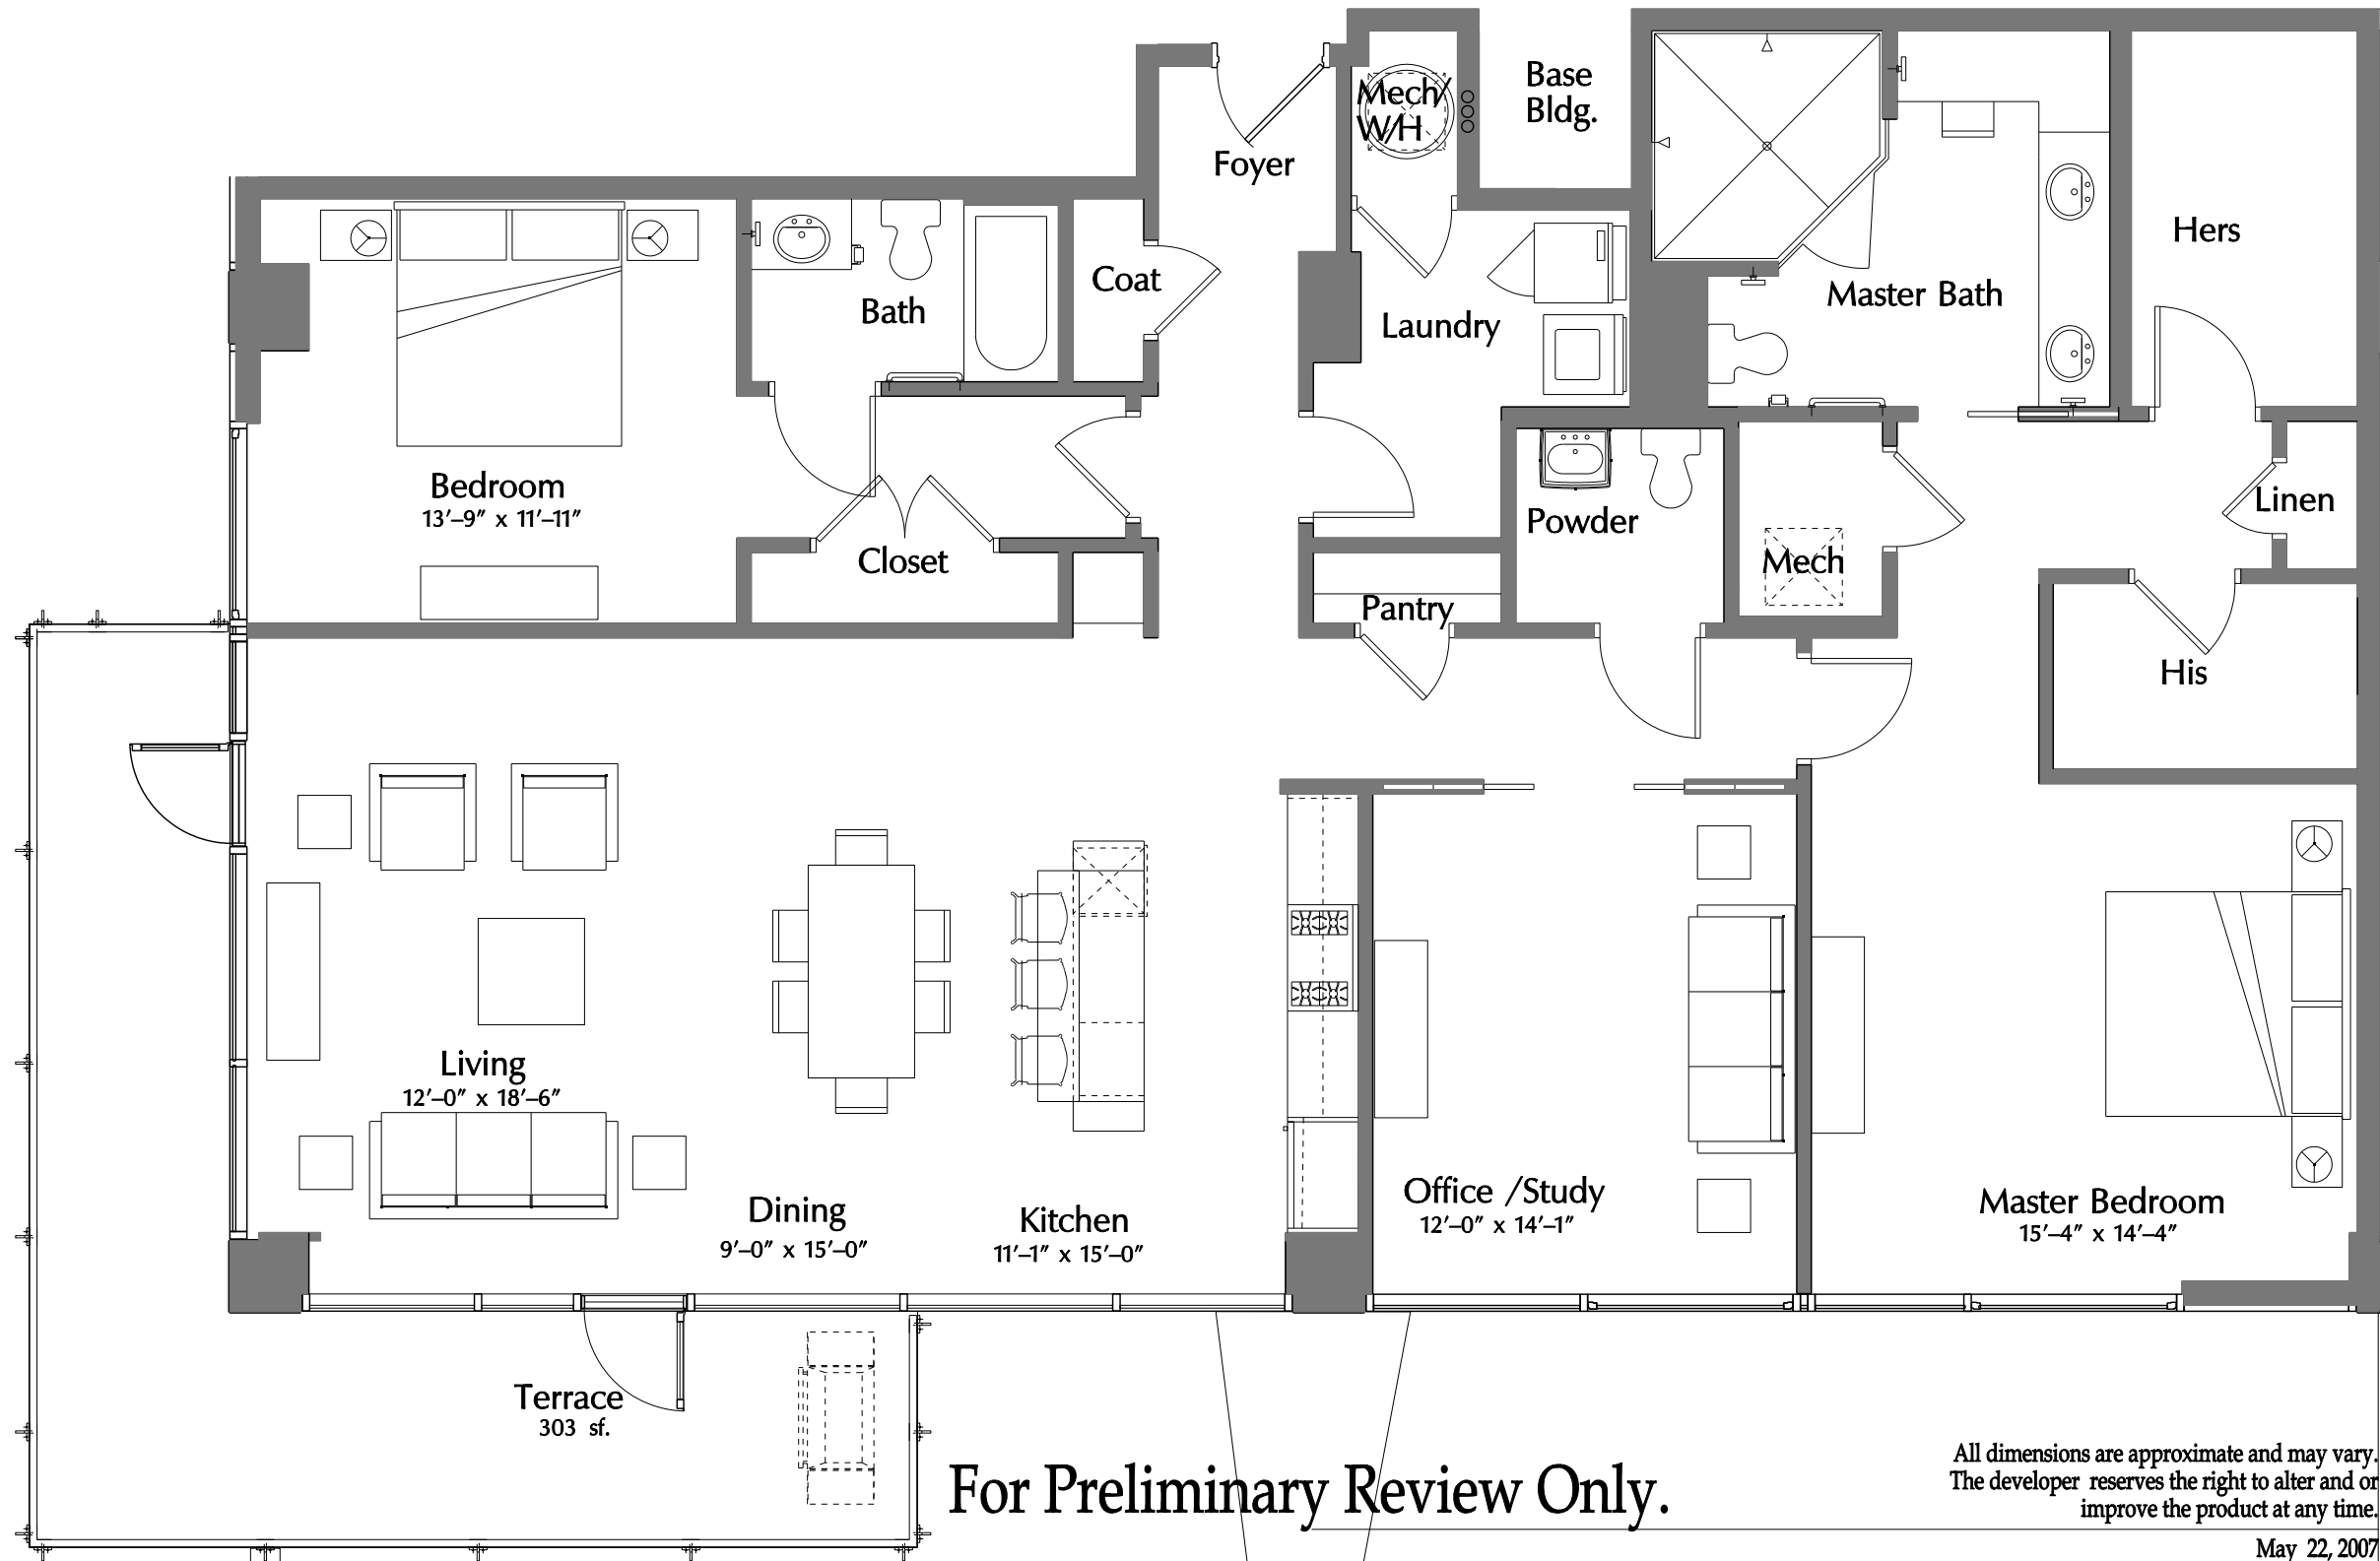 Base
Bldg.
Mech/
W/H
Foyer
Hers
Coat
Master Bath
Bath
Laundry
Bedroom
13'–9" x 11'–11"
Linen
Powder
Closet
Mech
Pantry
His
Living
12'–0" x 18'–6"
Office /Study
12'–0" x 14'–1"
Master Bedroom
15'–4" x 14'–4"
Dining
9'–0" x 15'–0"
Kitchen
11'–1" x 15'–0"
Terrace
303 sf.
For Preliminary Review Only.
All dimensions are approximate and may vary.
The developer reserves the right to alter and or
improve the product at any time.
May 22, 2007